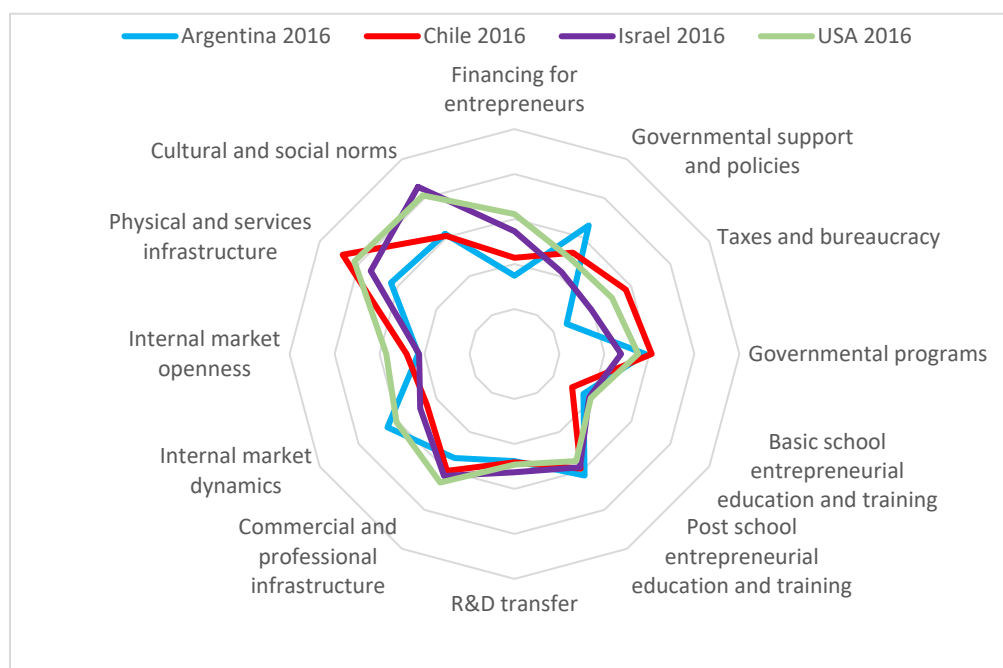 Argentina 2016
Chile 2016
Israel 2016
USA 2016
Financing for
entrepreneurs
Governmental support
and policies
Taxes and bureaucracy
Governmental programs
Basic school
entrepreneurial
education and training
Post school
entrepreneurial
education and training
R&D transfer
Commercial and
professional
infrastructure
Internal market
dynamics
Internal market
openness
Physical and services
infrastructure
Cultural and social norms